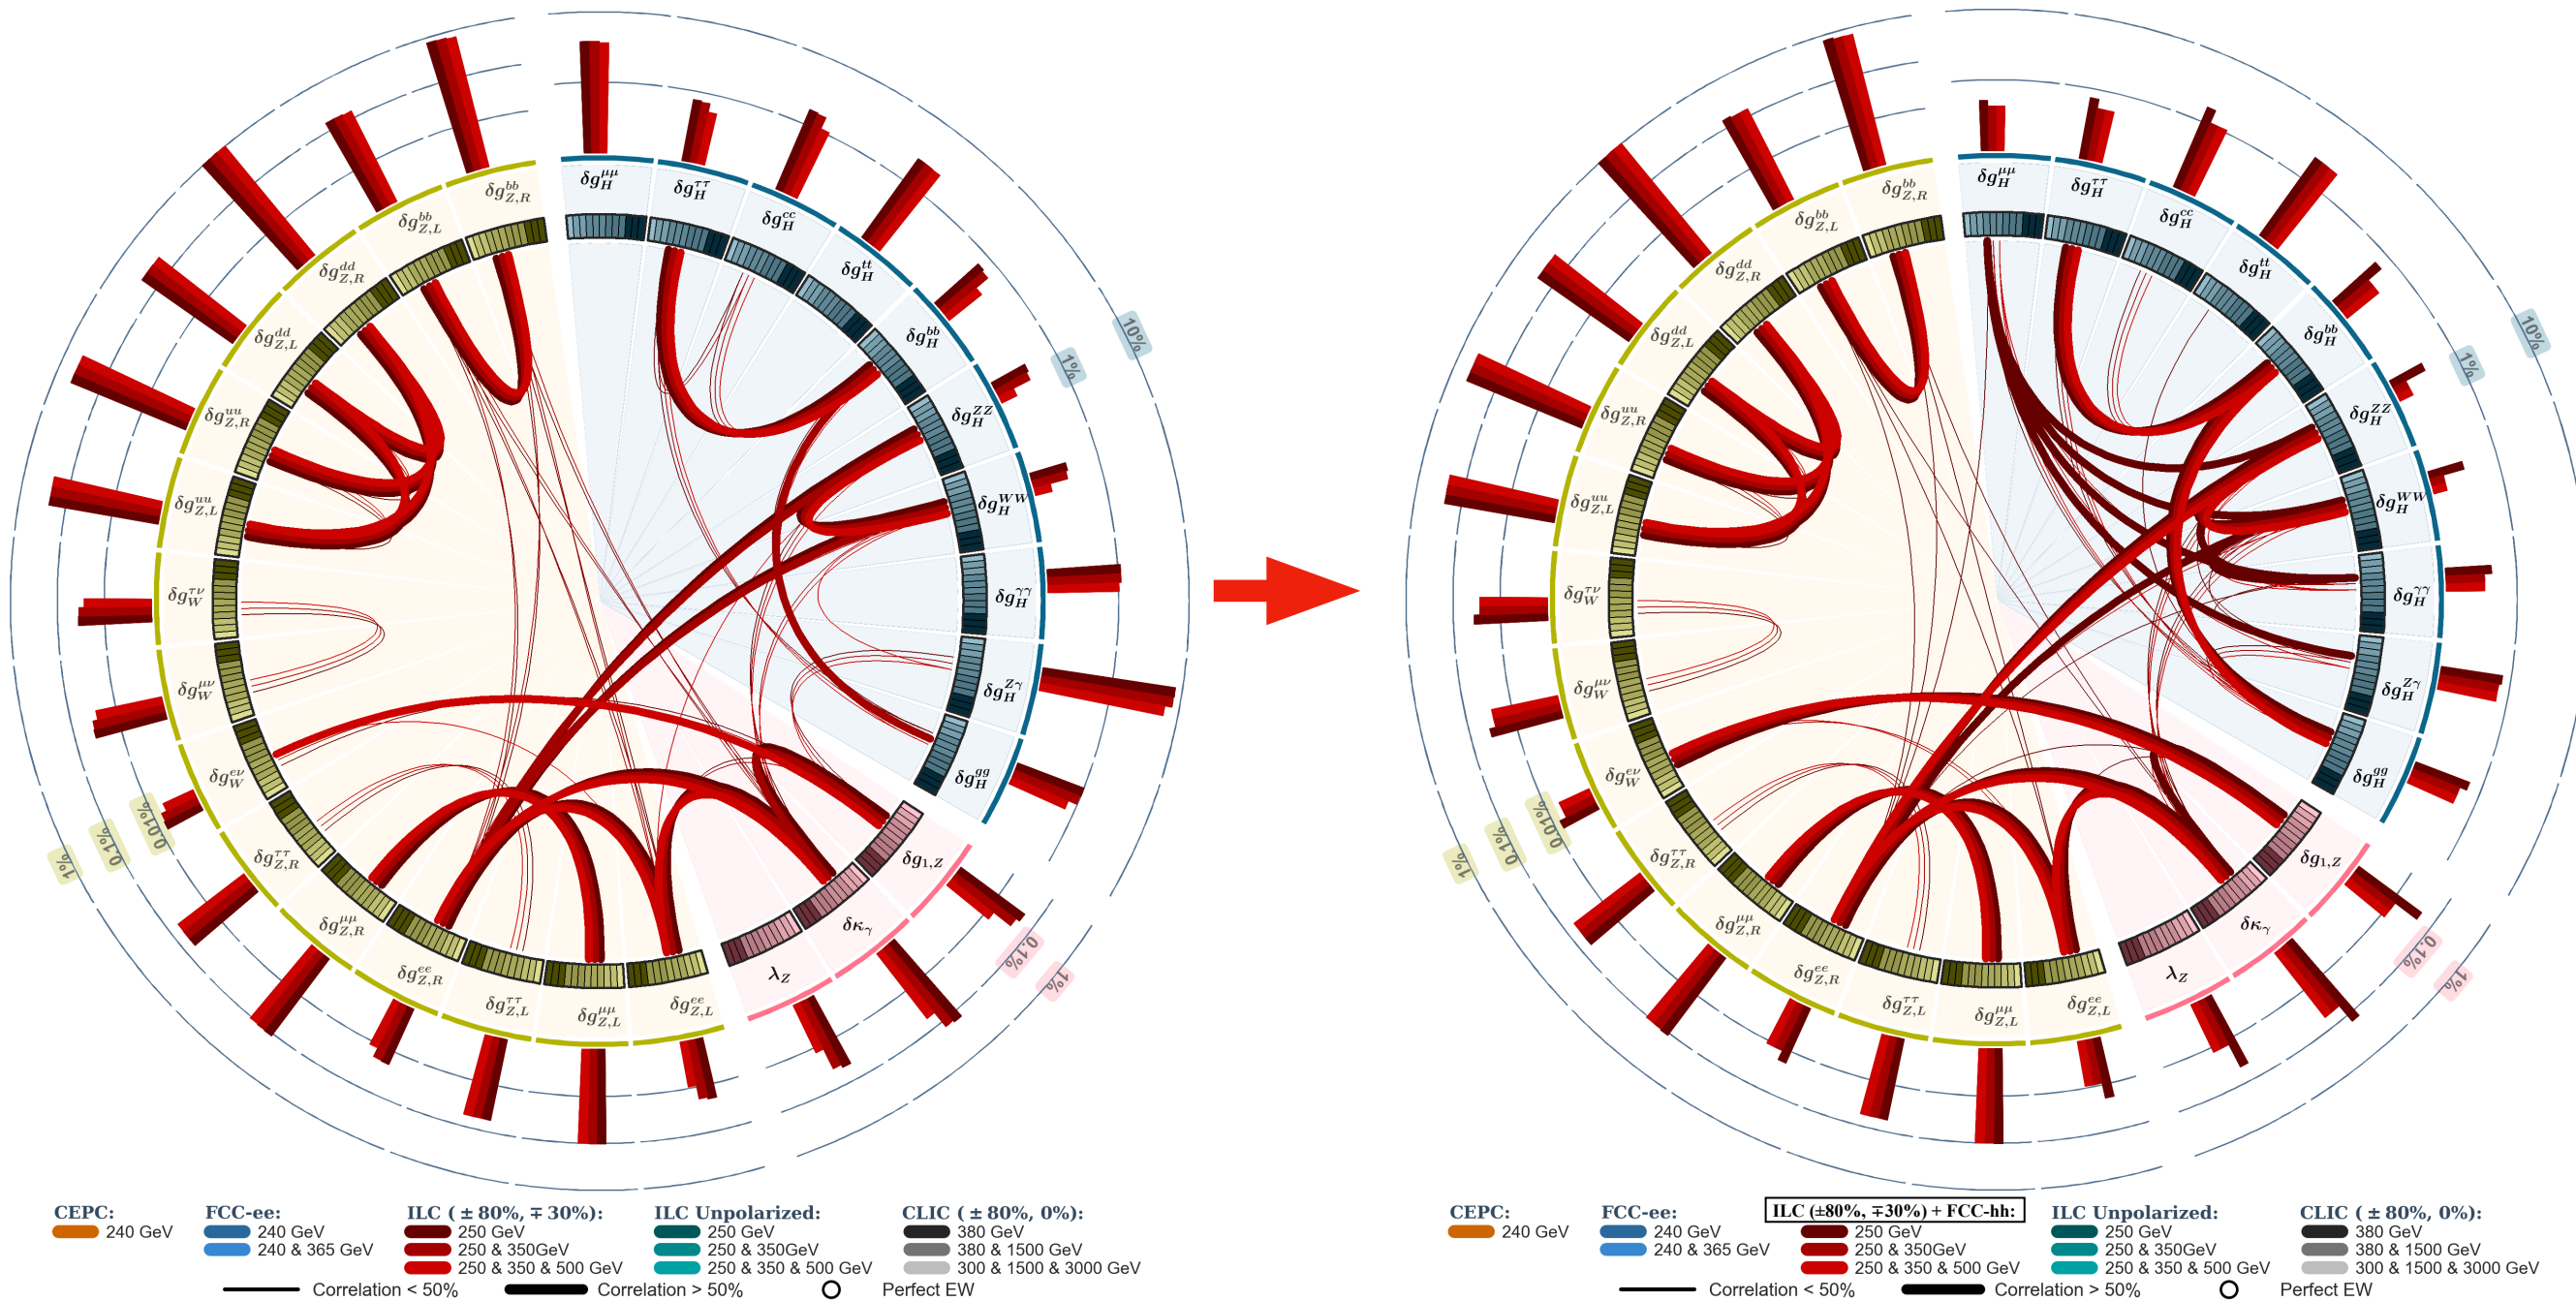 δg_H^{μμ}
δg_H^{ττ}
δg_H^{cc}
δg_H^{tt}
δg_H^{bb}
δg_H^{ZZ}
δg_H^{WW}
δg_H^{γγ}
δg_H^{Zγ}
δg_H^{gg}
δg_{1,Z}
δκ_γ
λ_Z
δg_{Z,L}^{ee}
δg_{Z,L}^{μμ}
δg_{Z,L}^{ττ}
δg_{Z,R}^{ee}
δg_{Z,R}^{μμ}
δg_{Z,R}^{ττ}
δg_W^{eν}
δg_W^{μν}
δg_W^{τν}
δg_{Z,L}^{uu}
δg_{Z,R}^{uu}
δg_{Z,L}^{dd}
δg_{Z,R}^{dd}
δg_{Z,L}^{bb}
δg_{Z,R}^{bb}
10%
1%
0.1%
1%
0.01%
0.1%
1%
CEPC:
240 GeV
FCC-ee:
240 GeV
240 & 365 GeV
ILC (±80%, ∓30%):
250 GeV
250 & 350GeV
250 & 350 & 500 GeV
ILC Unpolarized:
250 GeV
250 & 350GeV
250 & 350 & 500 GeV
CLIC (±80%, 0%):
380 GeV
380 & 1500 GeV
300 & 1500 & 3000 GeV
Correlation < 50%
Correlation > 50%
Perfect EW
δg_H^{μμ}
δg_H^{ττ}
δg_H^{cc}
δg_H^{tt}
δg_H^{bb}
δg_H^{ZZ}
δg_H^{WW}
δg_H^{γγ}
δg_H^{Zγ}
δg_H^{gg}
δg_{1,Z}
δκ_γ
λ_Z
δg_{Z,L}^{ee}
δg_{Z,L}^{μμ}
δg_{Z,L}^{ττ}
δg_{Z,R}^{ee}
δg_{Z,R}^{μμ}
δg_{Z,R}^{ττ}
δg_W^{eν}
δg_W^{μν}
δg_W^{τν}
δg_{Z,L}^{uu}
δg_{Z,R}^{uu}
δg_{Z,L}^{dd}
δg_{Z,R}^{dd}
δg_{Z,L}^{bb}
δg_{Z,R}^{bb}
10%
1%
0.1%
1%
0.01%
0.1%
1%
CEPC:
240 GeV
FCC-ee:
240 GeV
240 & 365 GeV
ILC (±80%, ∓30%) + FCC-hh:
250 GeV
250 & 350GeV
250 & 350 & 500 GeV
ILC Unpolarized:
250 GeV
250 & 350GeV
250 & 350 & 500 GeV
CLIC (±80%, 0%):
380 GeV
380 & 1500 GeV
300 & 1500 & 3000 GeV
Correlation < 50%
Correlation > 50%
Perfect EW